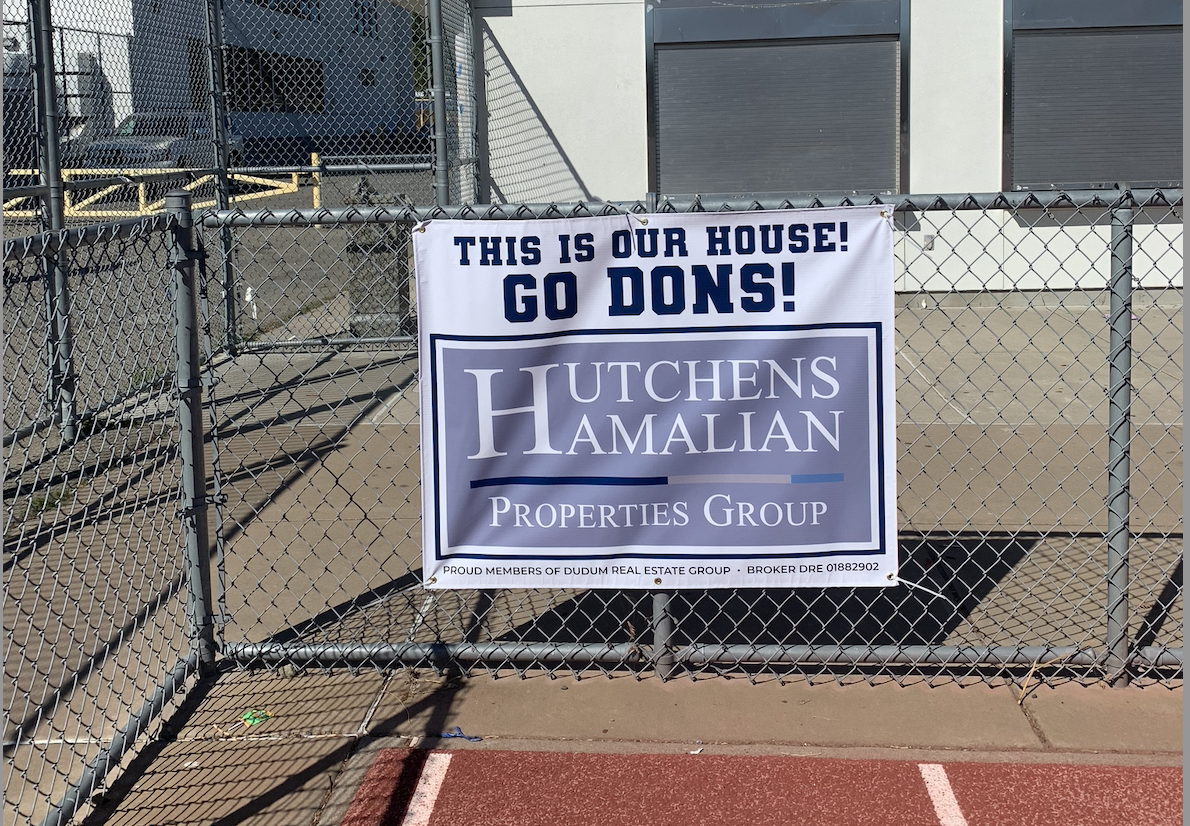 THIS IS OUR HOUSE!
GO DONS!
HUTCHENS
HAMALIAN
PROPERTIES GROUP
PROUD MEMBERS OF DUDUM REAL ESTATE GROUP • BROKER DRE 01882902